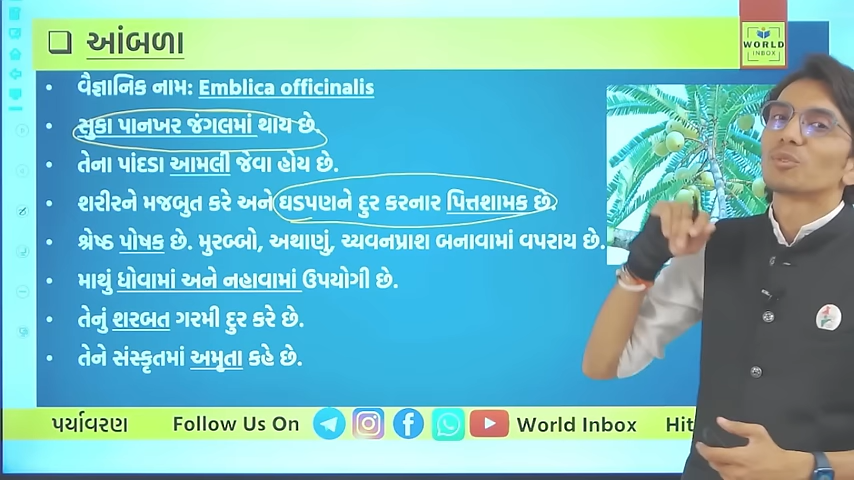 આંબળા
WORLD
INBOX
વૈજ્ઞાનિક નામ: Emblica officinalis
સુકા પાનખર જંગલમાં થાય છે.
તેના પાંદડા આમલી જેવા હોય છે.
શરીરને મજબુત કરે અને ઘડપણને દુર કરનાર પિત્તશામક છે.
શ્રેષ્ઠ પોષક છે. મુરબ્બો, અથાણું, ચ્યવનપ્રાશ બનાવામાં વપરાય છે.
માથું ધોવામાં અને નહાવામાં ઉપયોગી છે.
તેનું શરબત ગરમી દુર કરે છે.
તેને સંસ્કૃતમાં અમૃતા કહે છે.
પર્યાવરણ Follow Us On World Inbox Hit